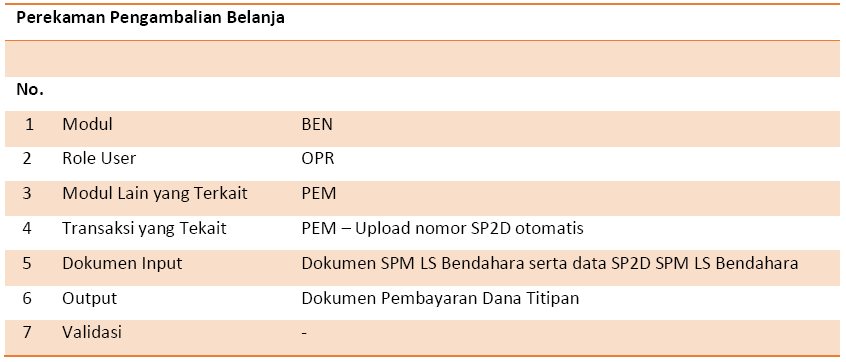 Perekaman Pengambalian Belanja
No.
1 Modul BEN
2 Role User OPR
3 Modul Lain yang Terkait PEM
4 Transaksi yang Tekait PEM – Upload nomor SP2D otomatis
5 Dokumen Input Dokumen SPM LS Bendahara serta data SP2D SPM LS Bendahara
6 Output Dokumen Pembayaran Dana Titipan
7 Validasi -